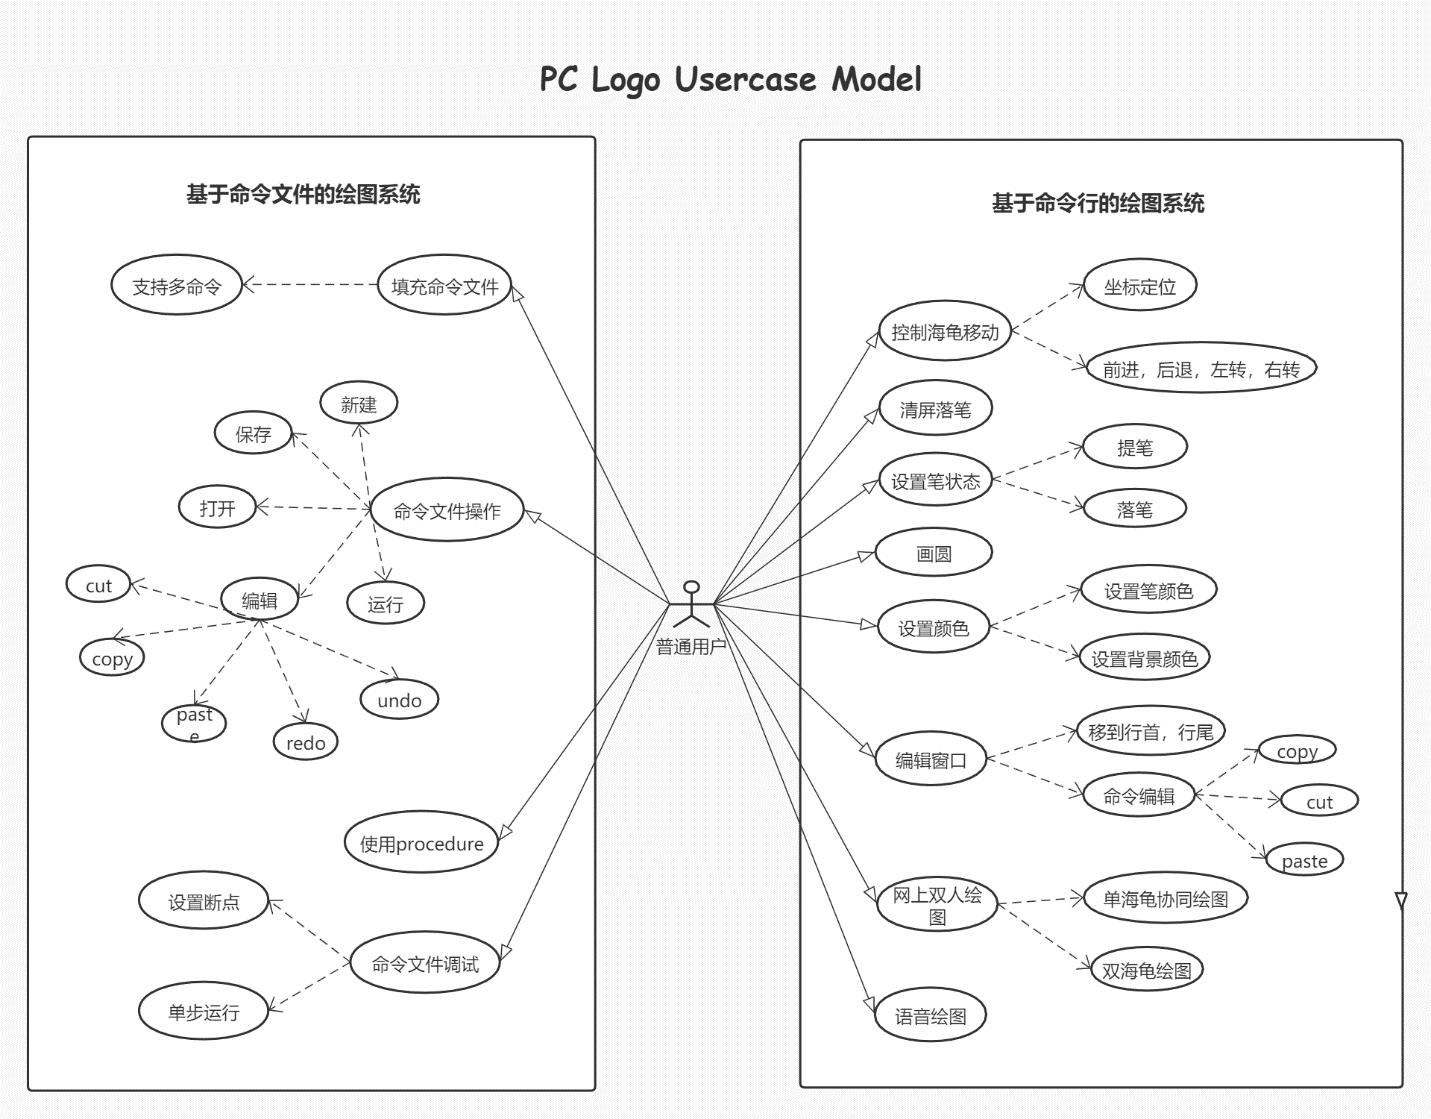 PC Logo Usercase Model
基于命令文件的绘图系统
支持多命令
填充命令文件
新建
保存
打开
命令文件操作
cut
编辑
运行
copy
past
e
redo
undo
使用procedure
设置断点
命令文件调试
单步运行
普通用户
基于命令行的绘图系统
坐标定位
控制海龟移动
前进，后退，左转，右转
清屏落笔
提笔
设置笔状态
落笔
画圆
设置笔颜色
设置颜色
设置背景颜色
移到行首，行尾
编辑窗口
copy
命令编辑
cut
paste
网上双人绘
图
单海龟协同绘图
双海龟绘图
语音绘图